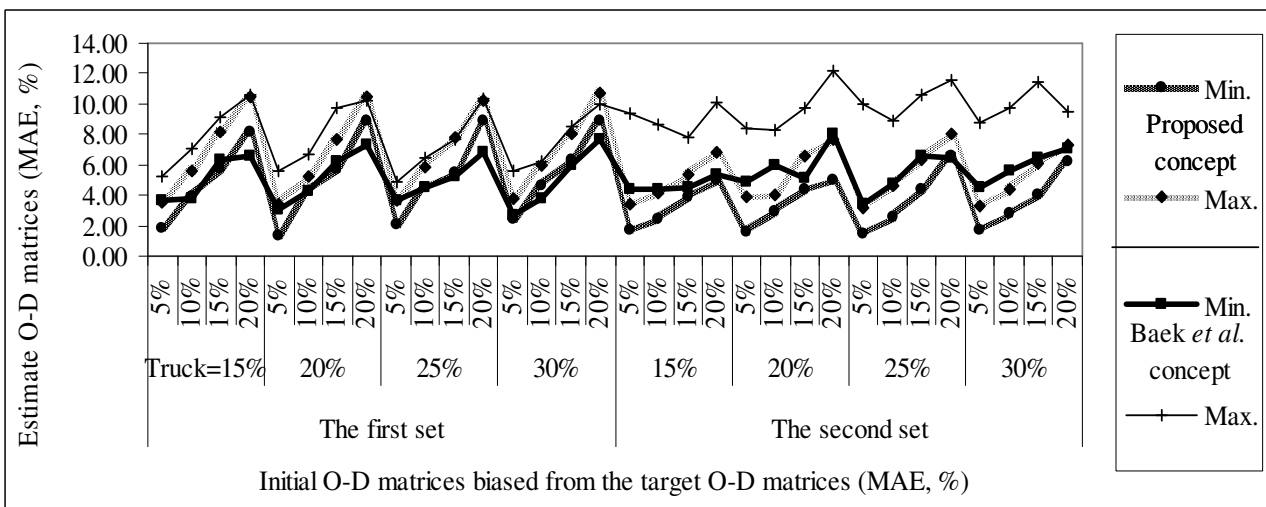 Estimate O-D matrices (MAE, %)
14.00
12.00
10.00
8.00
6.00
4.00
2.00
0.00
5% 10% 15% 20% 5% 10% 15% 20% 5% 10% 15% 20% 5% 10% 15% 20% 5% 10% 15% 20% 5% 10% 15% 20% 5% 10% 15% 20% 5% 10% 15% 20%
Truck=15% 20% 25% 30% 15% 20% 25% 30%
The first set The second set
Initial O-D matrices biased from the target O-D matrices (MAE, %)
Min.
Proposed
concept
Max.
Min.
Baek et al.
concept
Max.